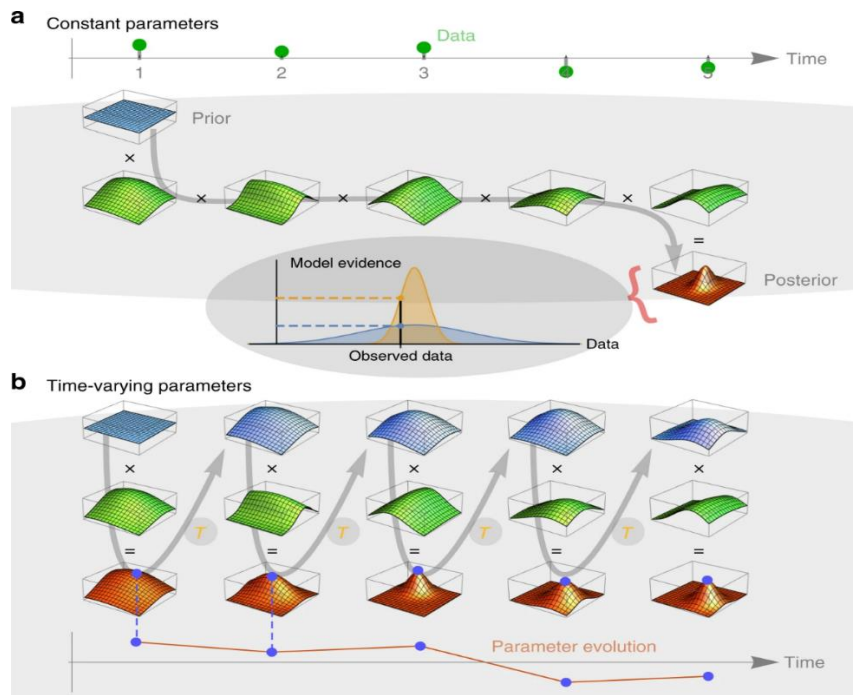 a Constant parameters
Data
Time
1 2 3 4 5
Prior
×
× × × ×
=
Model evidence
Posterior
{
Data
Observed data
b Time-varying parameters
× × × × ×
T T T T
= = = = =
Parameter evolution
Time